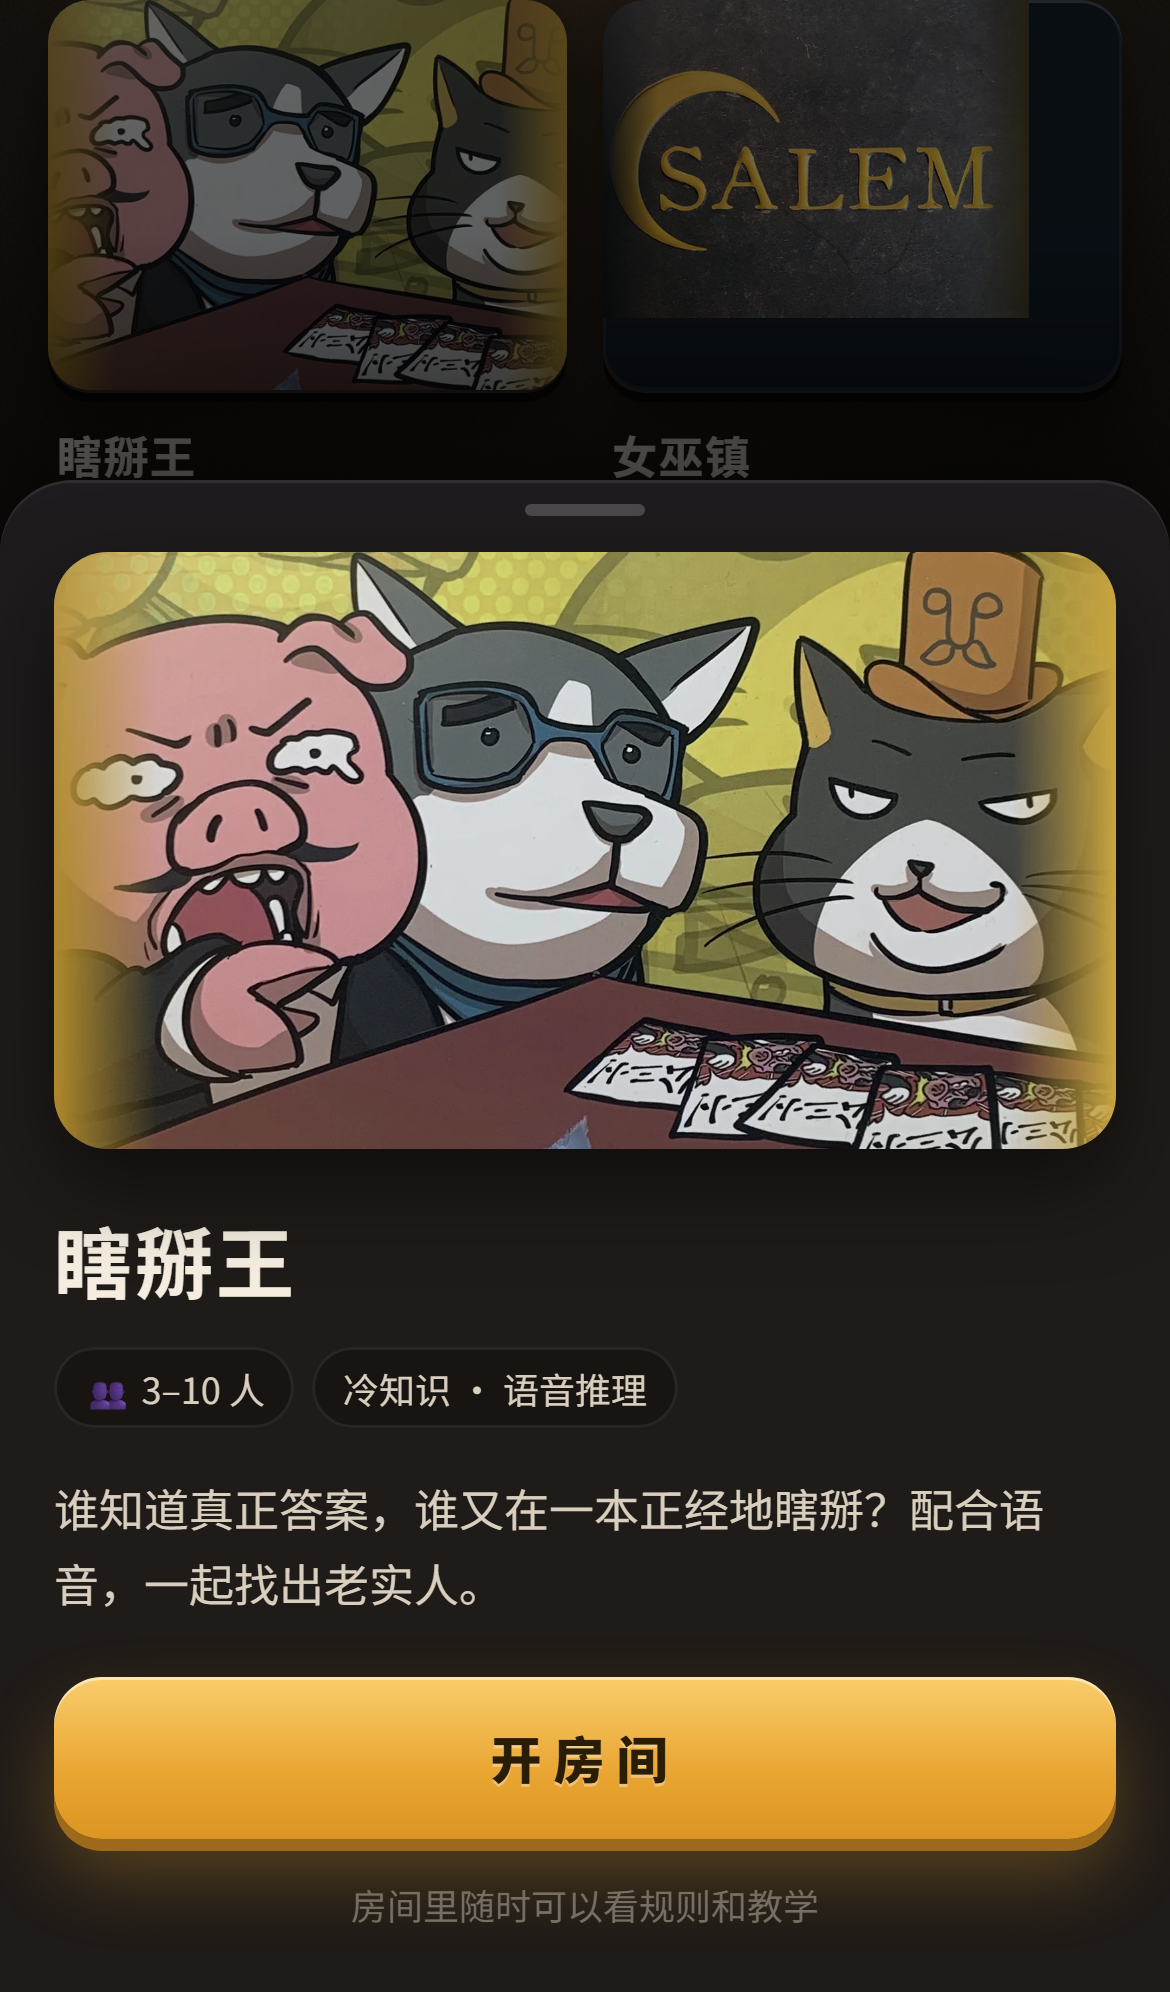 SALEM
瞎掰王
女巫镇
瞎掰王
3–10 人
冷知识 · 语音推理
谁知道真正答案，谁又在一本正经地瞎掰？配合语
音，一起找出老实人。
开房间
房间里随时可以看规则和教学